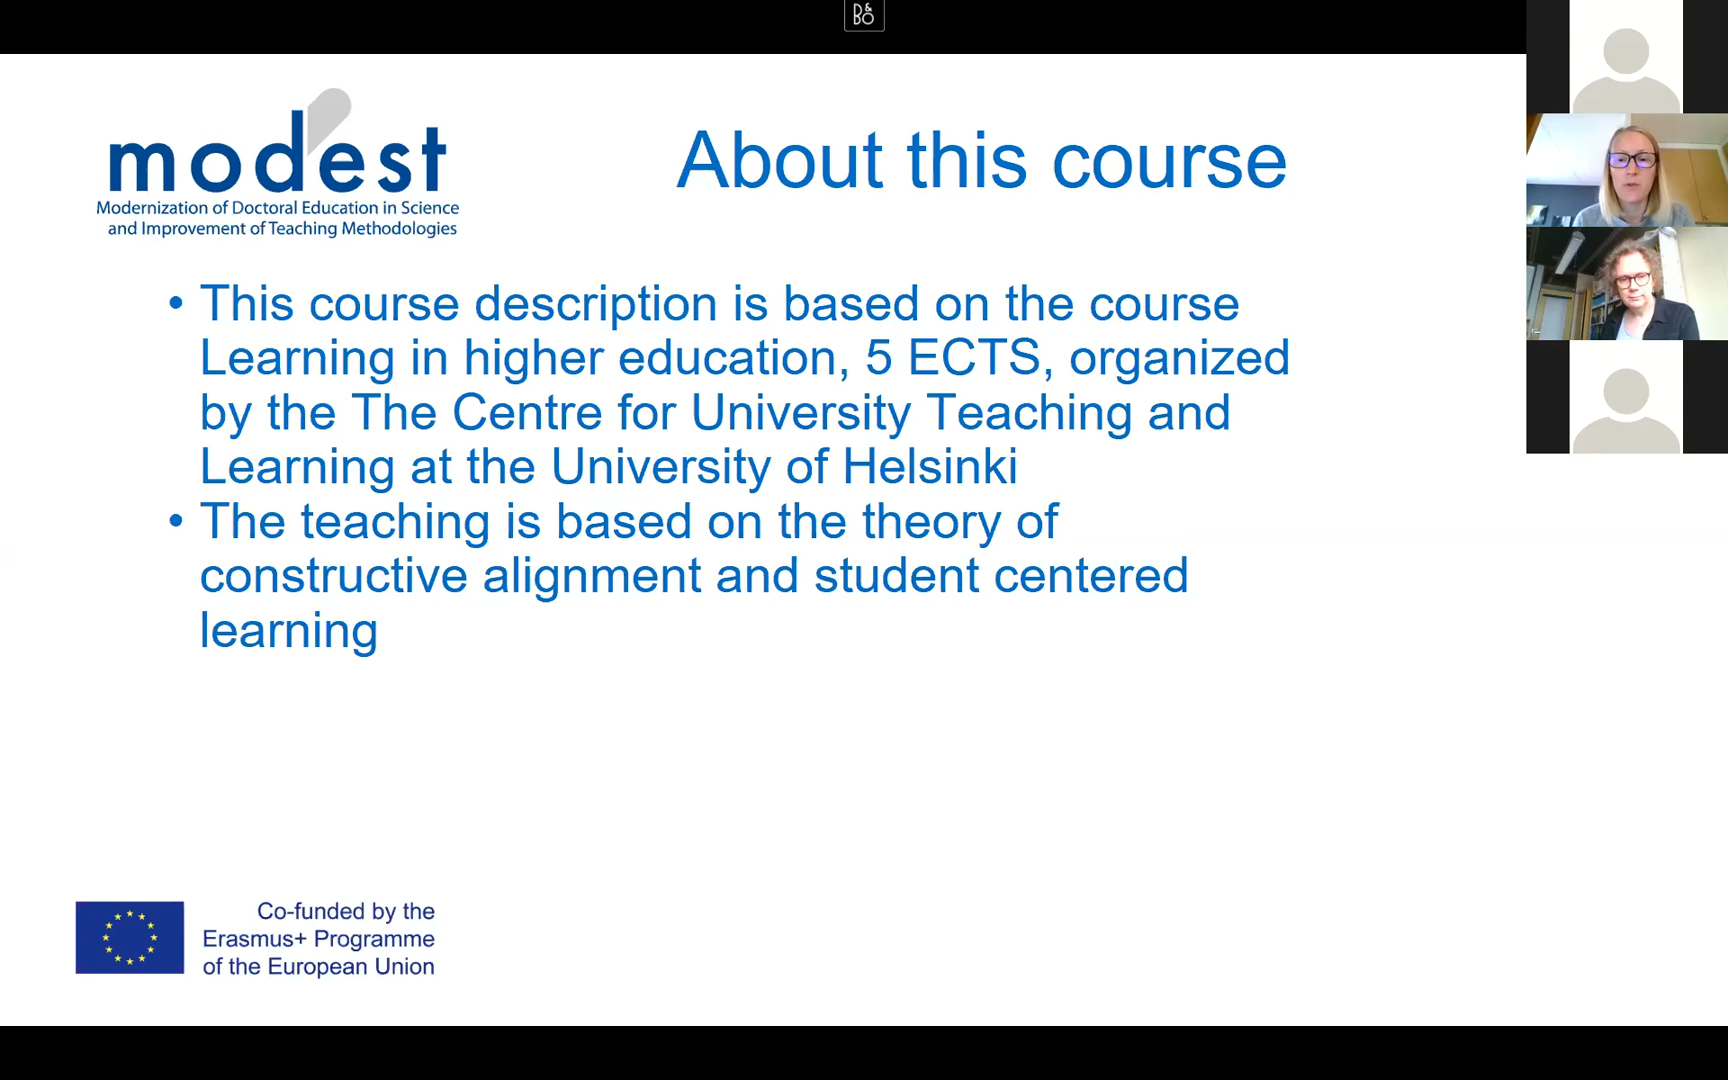 B&O
modest
Modernization of Doctoral Education in Science
and Improvement of Teaching Methodologies
About this course
• This course description is based on the course
Learning in higher education, 5 ECTS, organized
by the The Centre for University Teaching and
Learning at the University of Helsinki
• The teaching is based on the theory of
constructive alignment and student centered
learning
Co-funded by the
Erasmus+ Programme
of the European Union